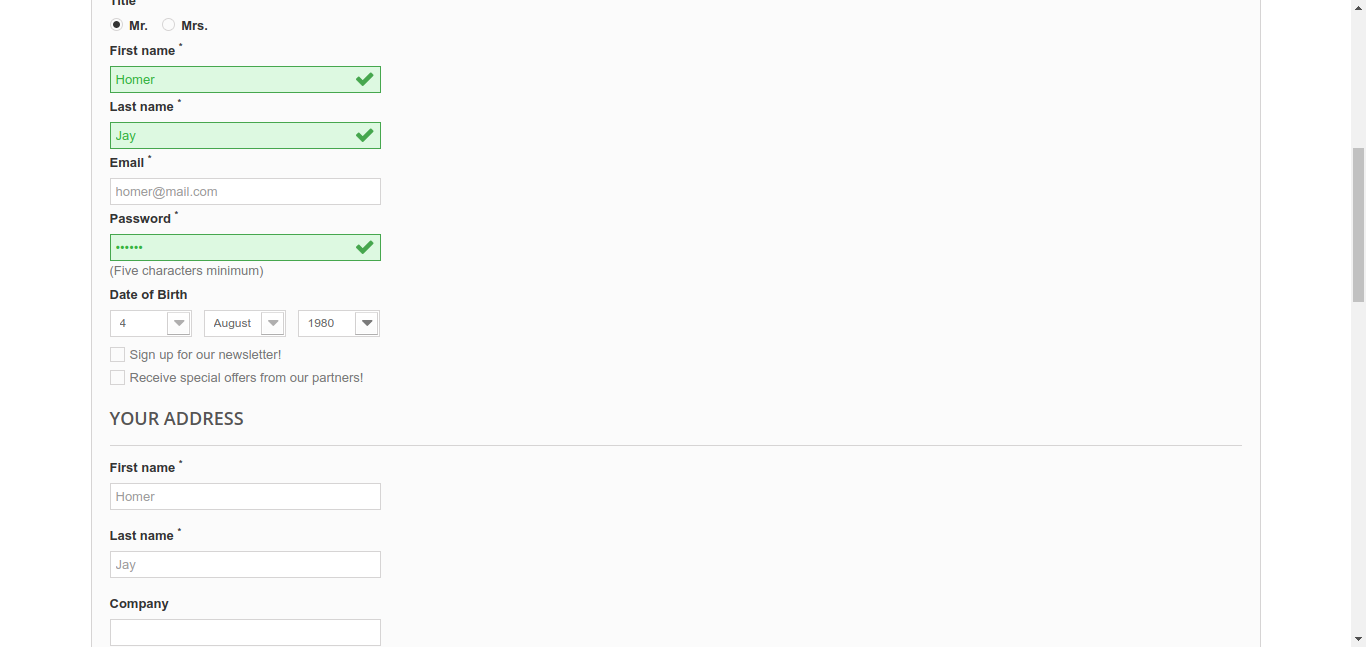 Title
Mr. Mrs.
First name *
Homer
Last name *
Jay
Email *
homer@mail.com
Password *
••••••
(Five characters minimum)
Date of Birth
4 August 1980
Sign up for our newsletter!
Receive special offers from our partners!
YOUR ADDRESS
First name *
Homer
Last name *
Jay
Company